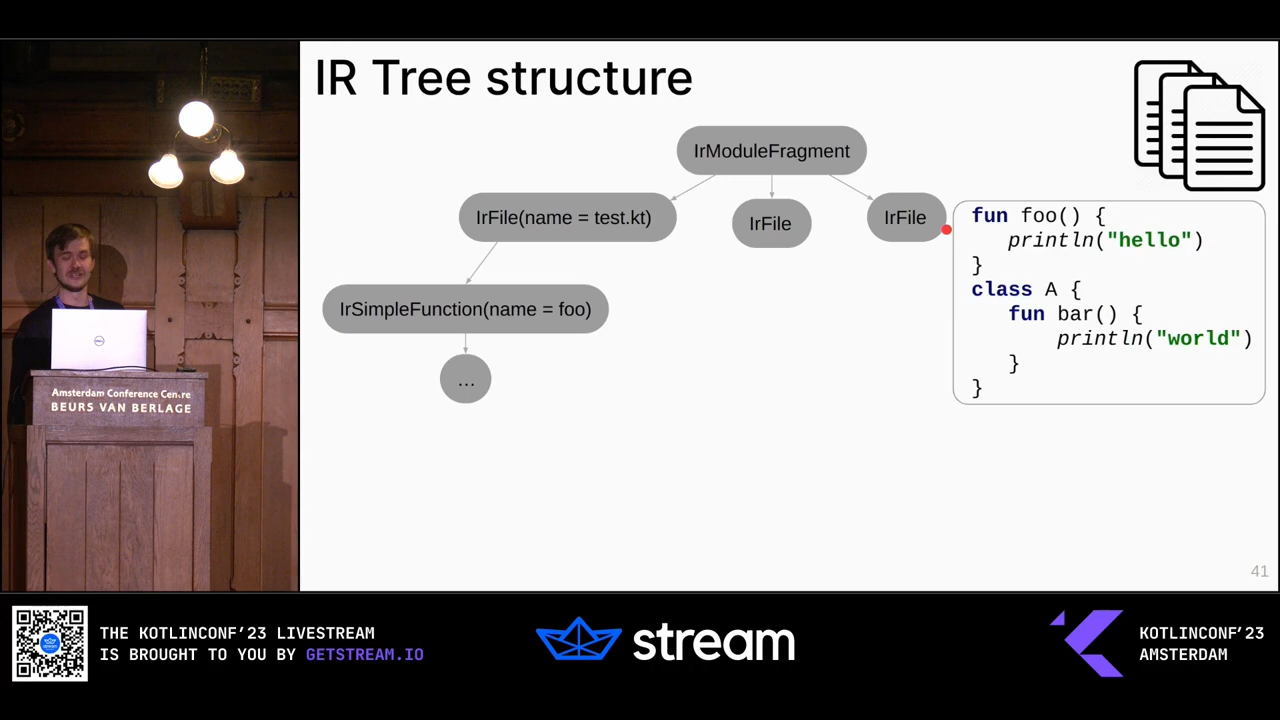 IR Tree structure
IrModuleFragment
IrFile(name = test.kt)
IrFile
IrFile
IrSimpleFunction(name = foo)
...
fun foo() {
println("hello")
}
class A {
fun bar() {
println("world")
}
}
41
Amsterdam Conference Centre
BEURS VAN BERLAGE
DELL
THE KOTLINCONF'23 LIVESTREAM
IS BROUGHT TO YOU BY GETSTREAM.IO
stream
KOTLINCONF'23
AMSTERDAM